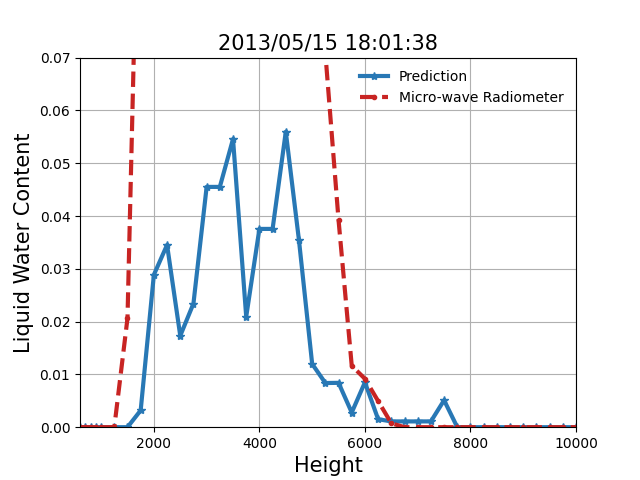 2013/05/15 18:01:38
Liquid Water Content
0.07
0.06
0.05
0.04
0.03
0.02
0.01
0.00
Prediction
Micro-wave Radiometer
2000 4000 6000 8000 10000
Height